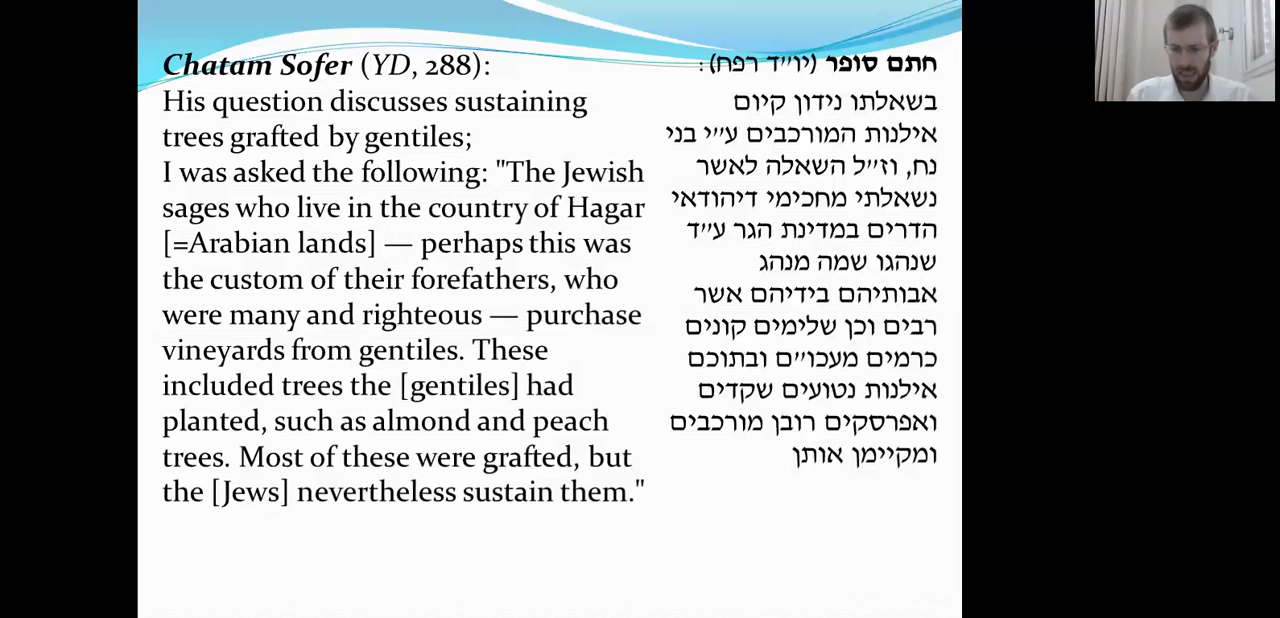 Chatam Sofer (YD, 288):
His question discusses sustaining
trees grafted by gentiles;
I was asked the following: "The Jewish
sages who live in the country of Hagar
[=Arabian lands] — perhaps this was
the custom of their forefathers, who
were many and righteous — purchase
vineyards from gentiles. These
included trees the [gentiles] had
planted, such as almond and peach
trees. Most of these were grafted, but
the [Jews] nevertheless sustain them."
חתם סופר (יו"ד רפח):
בשאלתו נידון קיום
אילנות המורכבים ע"י בני
נח, וז"ל השאלה לאשר
נשאלתי מחכימי דיהודאי
הדרים במדינת הגר ע"ד
שנהגו שמה מנהג
אבותיהם בידיהם אשר
רבים וכן שלימים קונים
כרמים מעכו"ם ובתוכם
אילנות נטועים שקדים
ואפרסקים רובן מורכבים
ומקיימן אותן